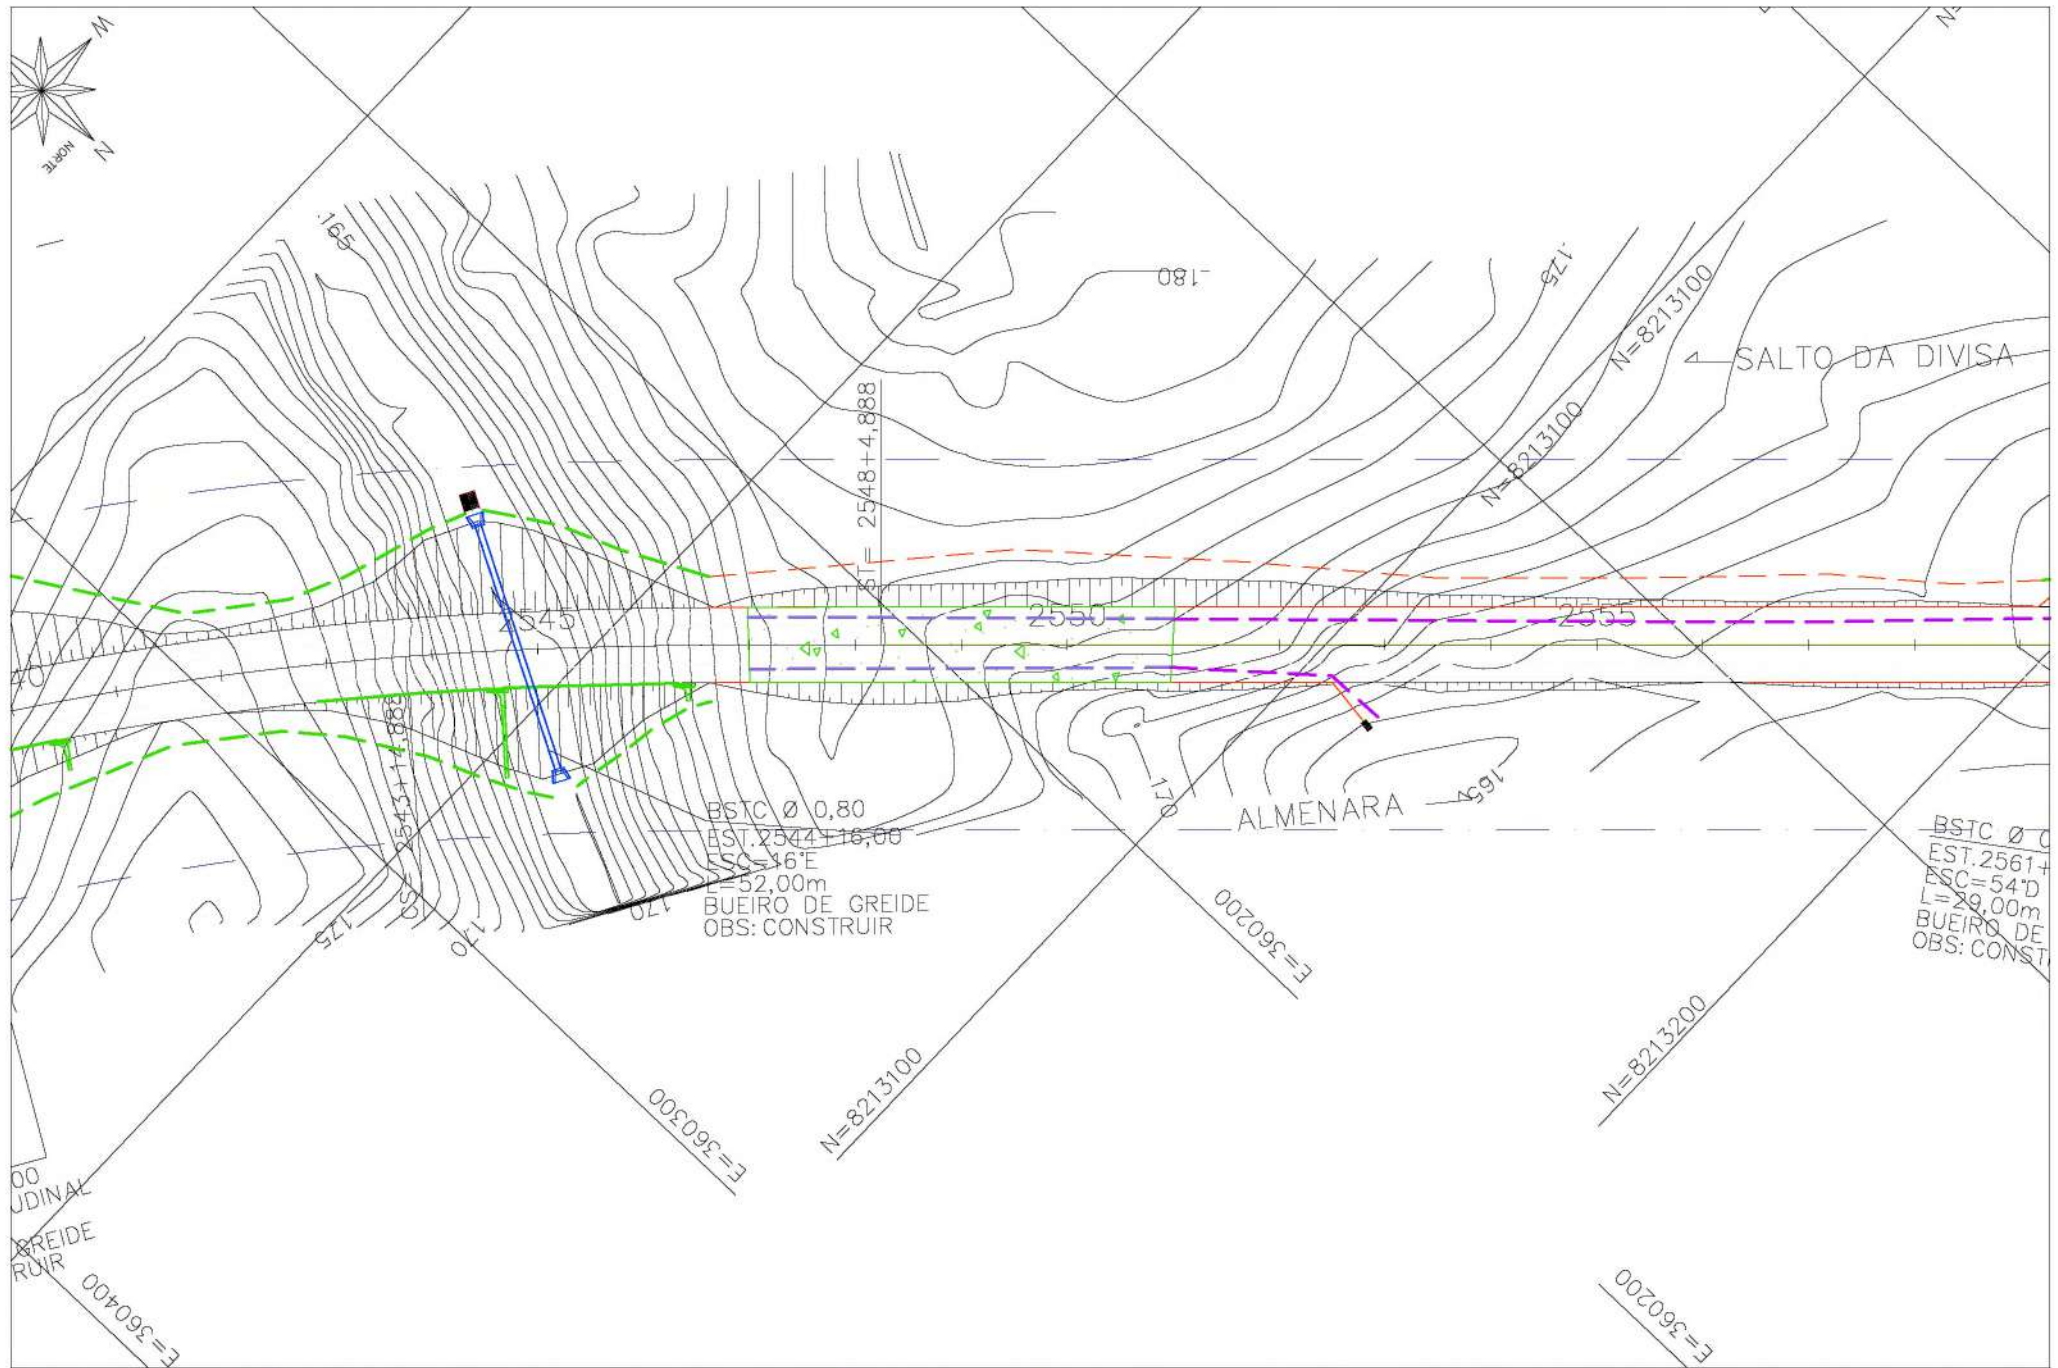 W
N
NORTE
165
180
175
N=8213100
SALTO DA DIVISA
ST= 2548+4,888
N=8213100
2545
2550
2555
40
CS= 2543+14,888
BSTC Ø 0,80
EST.2544+16,00
ESC=16°E
L=52,00m
BUEIRO DE GREIDE
OBS: CONSTRUIR
170
ALMENARA
165
BSTC Ø 0
EST.2561+
ESC=54°D
L=29,00m
BUEIRO DE
OBS: CONST
175
170
170
E=360200
N=8213200
E=360300
N=8213100
00
UDINAL
GREIDE
RUIR
E=360400
E=360200